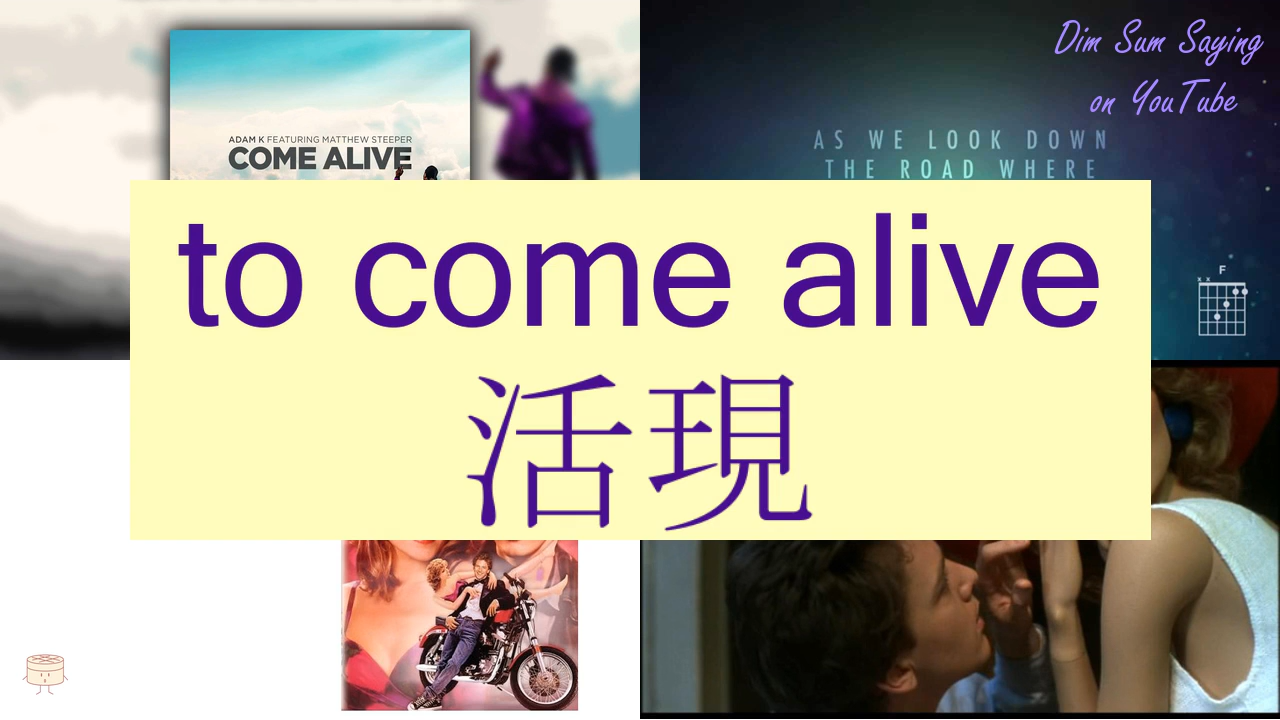 ADAM K FEATURING MATTHEW STEEPER
COME ALIVE
Dim Sum Saying
on YouTube
AS WE LOOK DOWN
THE ROAD WHERE
F
x x
to come alive
活現